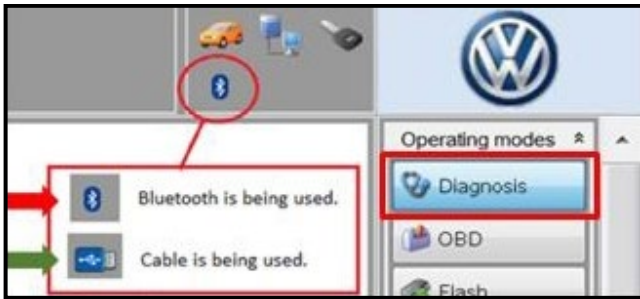 Operating modes
Diagnosis
Bluetooth is being used.
OBD
Cable is being used.
Flash